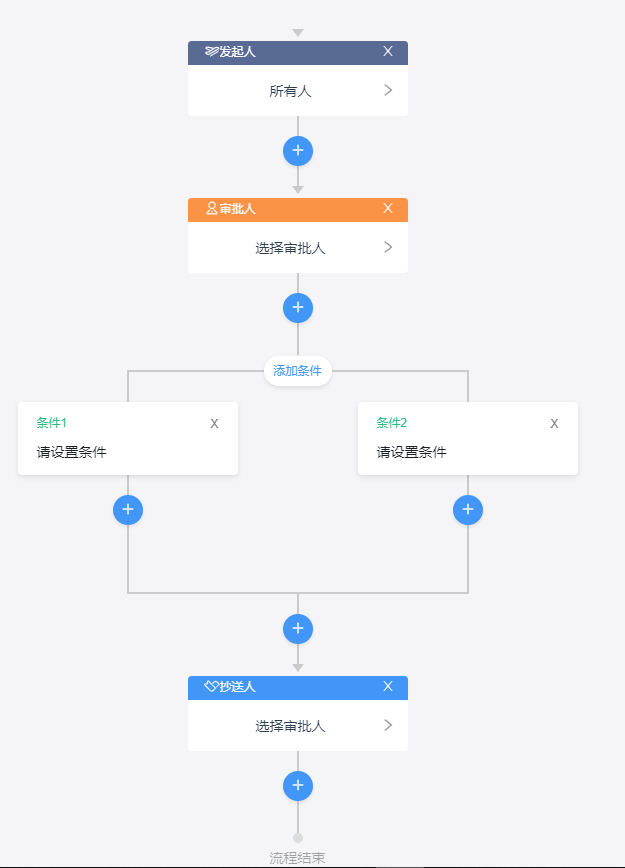 发起人 X
所有人
审批人 X
选择审批人
添加条件
条件1 X
请设置条件
条件2 X
请设置条件
抄送人 X
选择审批人
流程结束